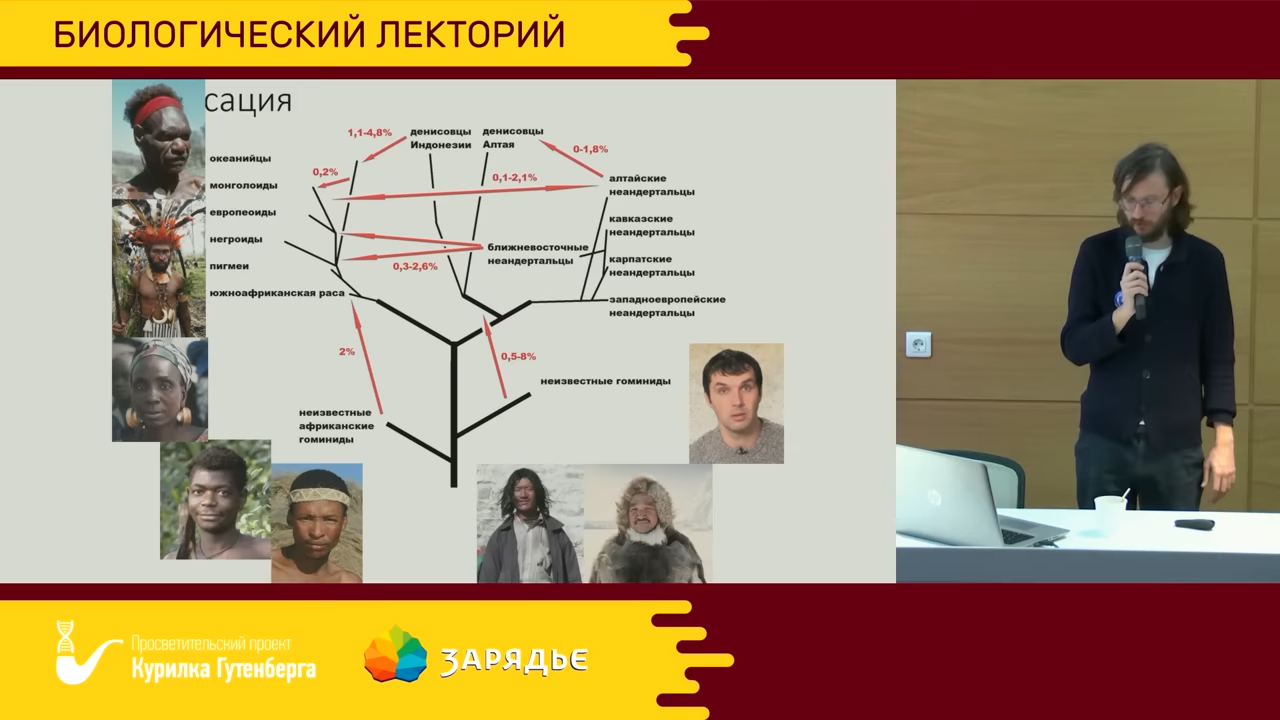 БИОЛОГИЧЕСКИЙ ЛЕКТОРИЙ
сация
1,1-4,8%
денисовцы
Индонезии
денисовцы
Алтая
0-1,8%
океанийцы
0,2%
монголоиды
0,1-2,1%
алтайские
неандертальцы
европеоиды
кавказские
неандертальцы
негроиды
ближневосточные
неандертальцы
0,3-2,6%
пигмеи
карпатские
неандертальцы
южноафриканская раса
западноевропейские
неандертальцы
2%
0,5-8%
неизвестные гоминиды
неизвестные
африканские
гоминиды
hp
Просветительский проект
Курилка Гутенберга
ЗАРЯДЬЕ